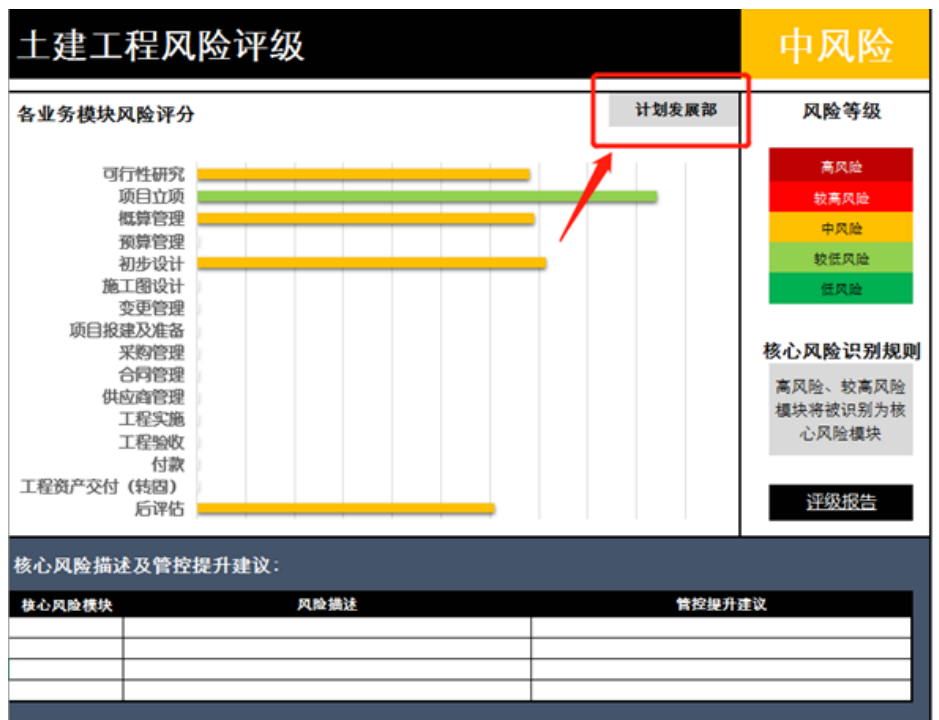 土建工程风险评级
中风险
各业务模块风险评分
计划发展部
风险等级
可行性研究
项目立项
概算管理
预算管理
初步设计
施工图设计
变更管理
项目报建及准备
采购管理
合同管理
供应商管理
工程实施
工程验收
付款
工程资产交付（转固）
后评估
高风险
较高风险
中风险
较低风险
低风险
核心风险识别规则
高风险、较高风险
模块将被识别为核
心风险模块
评级报告
核心风险描述及管控提升建议：
核心风险模块
风险描述
管控提升建议